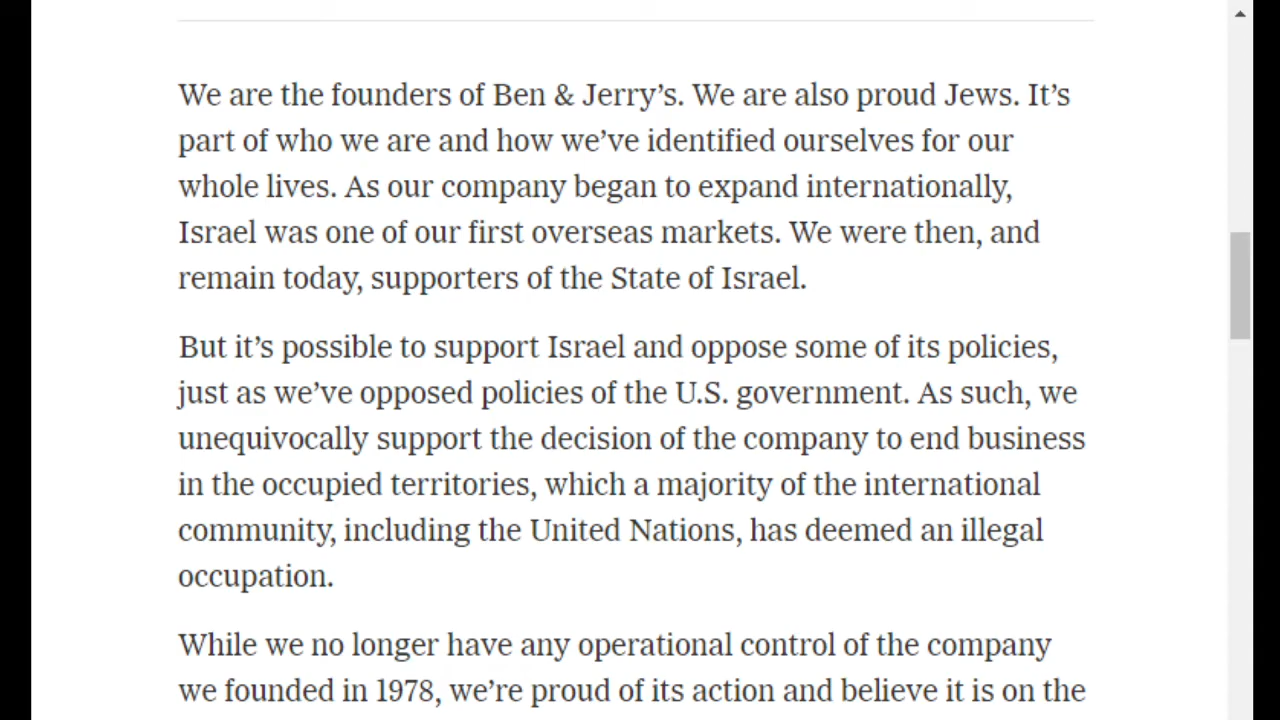 We are the founders of Ben & Jerry’s. We are also proud Jews. It’s
part of who we are and how we’ve identified ourselves for our
whole lives. As our company began to expand internationally,
Israel was one of our first overseas markets. We were then, and
remain today, supporters of the State of Israel.
But it’s possible to support Israel and oppose some of its policies,
just as we’ve opposed policies of the U.S. government. As such, we
unequivocally support the decision of the company to end business
in the occupied territories, which a majority of the international
community, including the United Nations, has deemed an illegal
occupation.
While we no longer have any operational control of the company
we founded in 1978, we’re proud of its action and believe it is on the